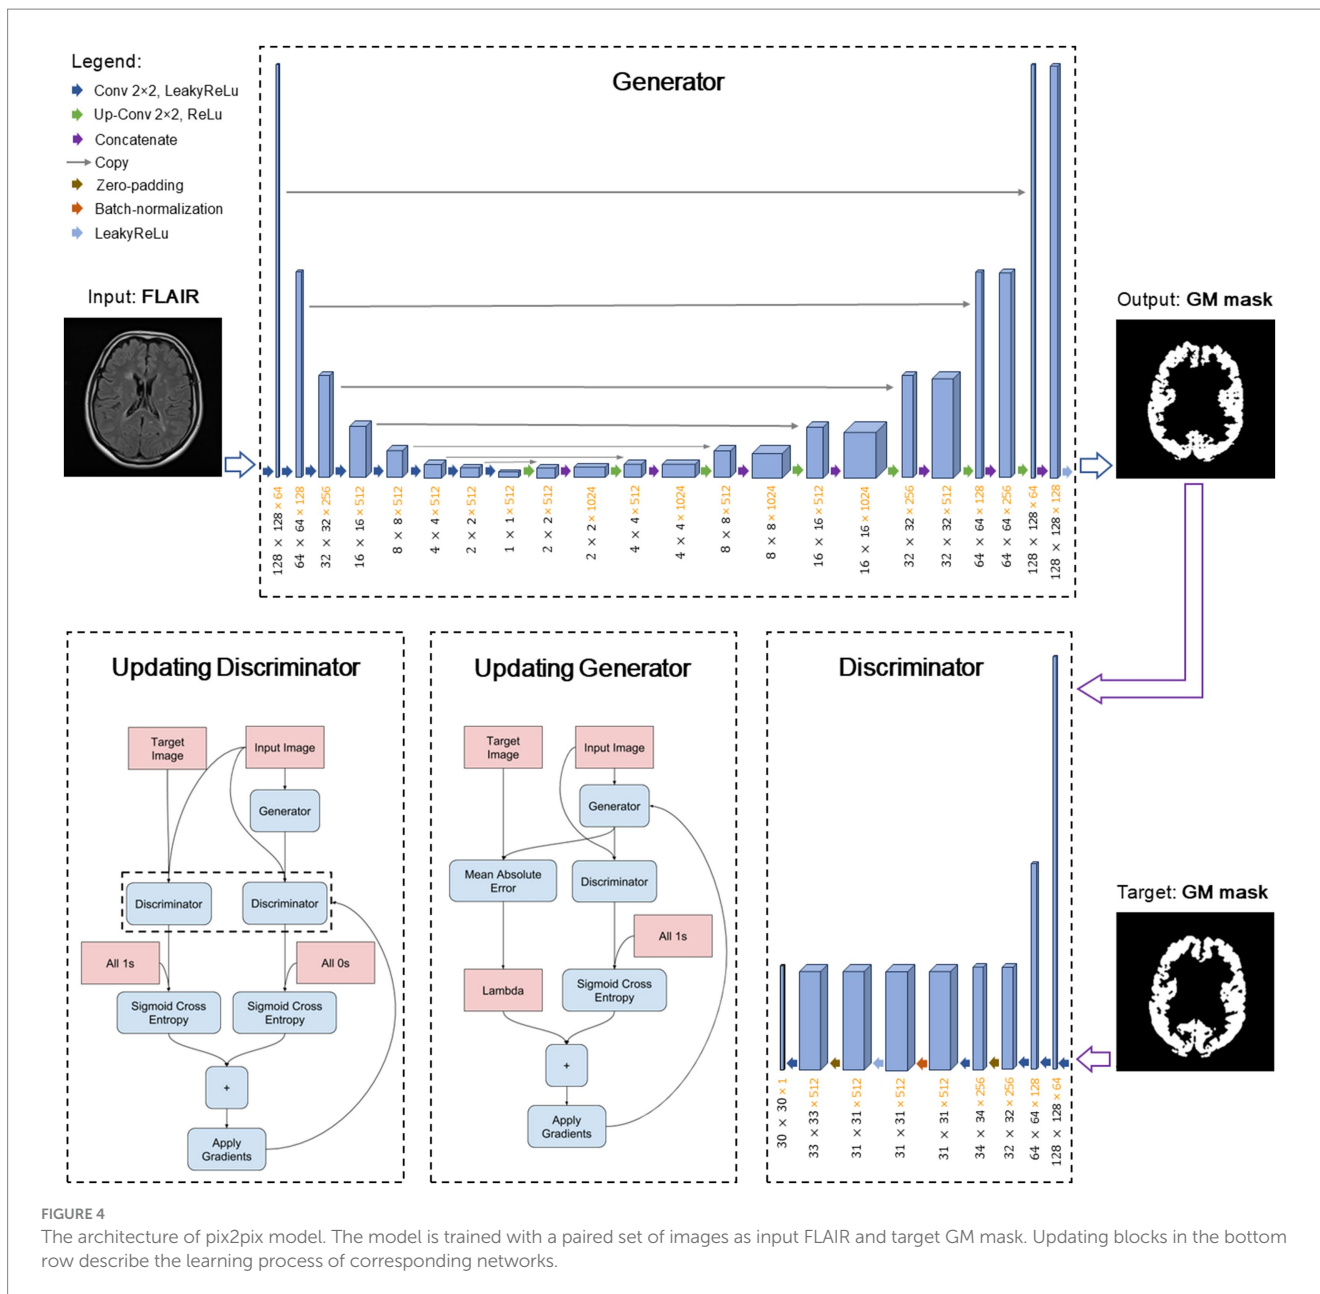 Legend:
Conv 2×2, LeakyReLu
Up-Conv 2×2, ReLu
Concatenate
Copy
Zero-padding
Batch-normalization
LeakyReLu
Generator
Input: FLAIR
Output: GM mask
128 × 128 × 64
64 × 64 × 128
32 × 32 × 256
16 × 16 × 512
8 × 8 × 512
4 × 4 × 512
2 × 2 × 512
1 × 1 × 512
2 × 2 × 512
2 × 2 × 1024
4 × 4 × 512
4 × 4 × 1024
8 × 8 × 512
8 × 8 × 1024
16 × 16 × 512
16 × 16 × 1024
32 × 32 × 256
32 × 32 × 512
64 × 64 × 128
64 × 64 × 256
128 × 128 × 64
128 × 128 × 128
Updating Discriminator
Target
Image
Input Image
Generator
Discriminator
Discriminator
All 1s
All 0s
Sigmoid Cross
Entropy
Sigmoid Cross
Entropy
+
Apply
Gradients
Updating Generator
Target
Image
Input Image
Generator
Mean Absolute
Error
Discriminator
All 1s
Lambda
Sigmoid Cross
Entropy
+
Apply
Gradients
Discriminator
Target: GM mask
30 × 30 × 1
33 × 33 × 512
31 × 31 × 512
31 × 31 × 512
31 × 31 × 512
34 × 34 × 256
32 × 32 × 256
64 × 64 × 128
128 × 128 × 64
FIGURE 4
The architecture of pix2pix model. The model is trained with a paired set of images as input FLAIR and target GM mask. Updating blocks in the bottom
row describe the learning process of corresponding networks.